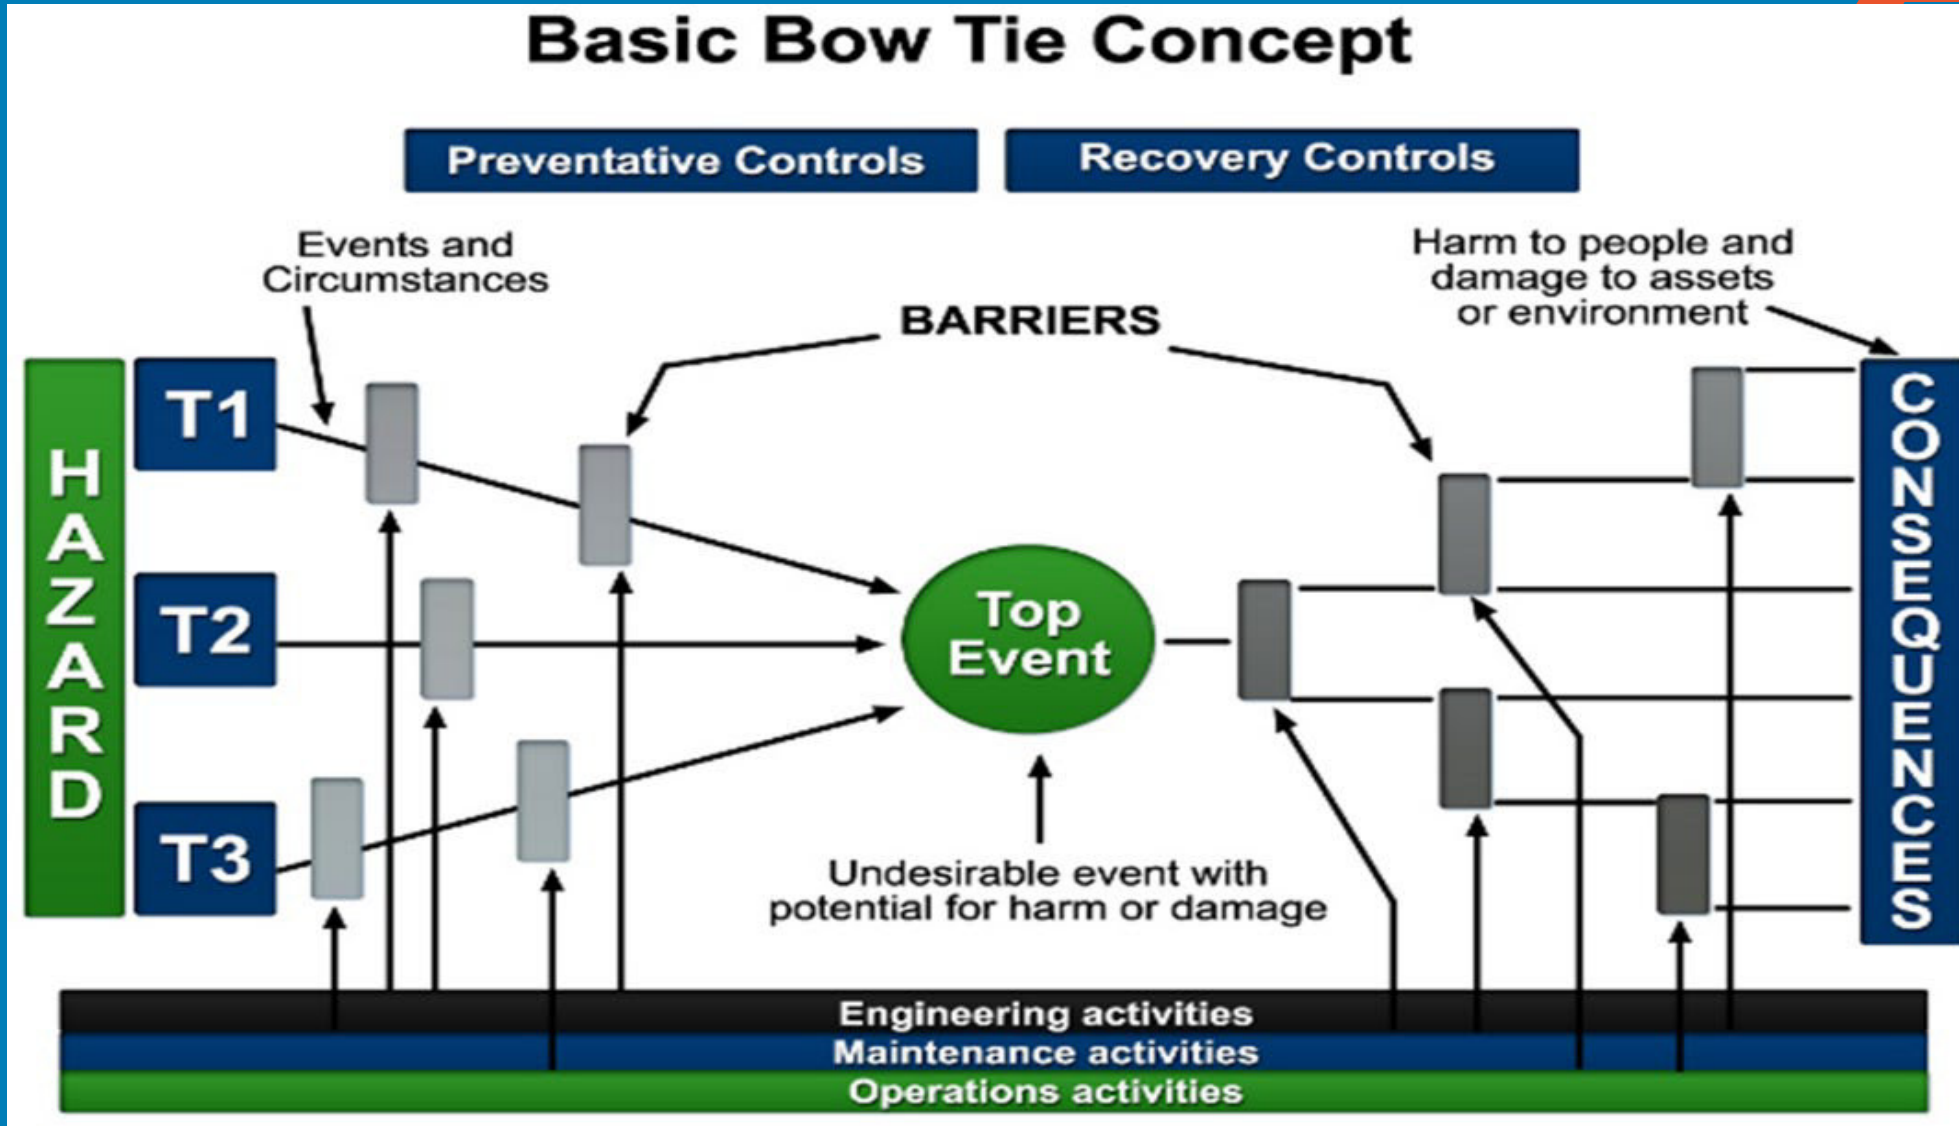 Basic Bow Tie Concept
Preventative Controls
Recovery Controls
Events and
Circumstances
Harm to people and
damage to assets
or environment
BARRIERS
HAZARD
T1
T2
T3
Top
Event
CONSEQUENCES
Undesirable event with
potential for harm or damage
Engineering activities
Maintenance activities
Operations activities